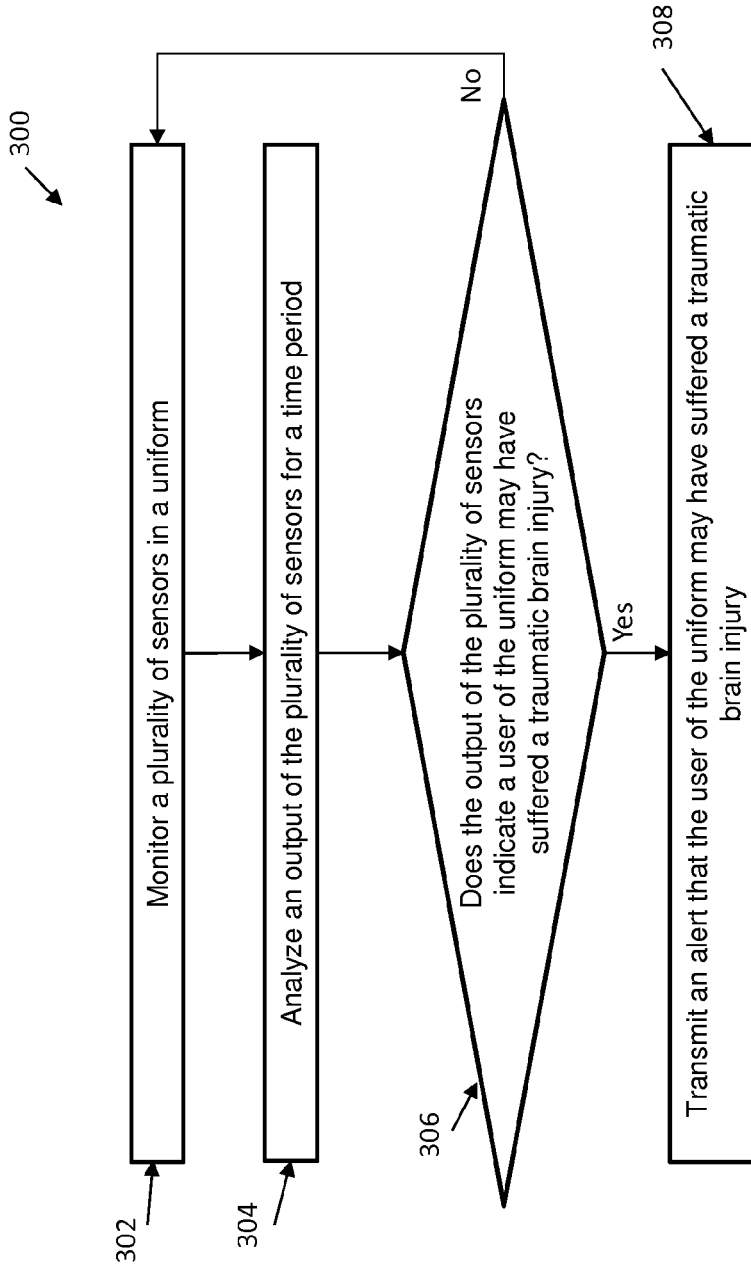 300
302
Monitor a plurality of sensors in a uniform
304
Analyze an output of the plurality of sensors for a time period
306
Does the output of the plurality of sensors
indicate a user of the uniform may have
suffered a traumatic brain injury?
No
Yes
308
Transmit an alert that the user of the uniform may have suffered a traumatic
brain injury